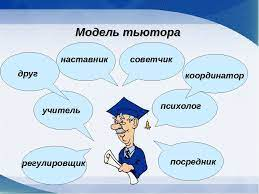 Модель тьютора
наставник
советчик
друг
координатор
учитель
психолог
регулировщик
посредник